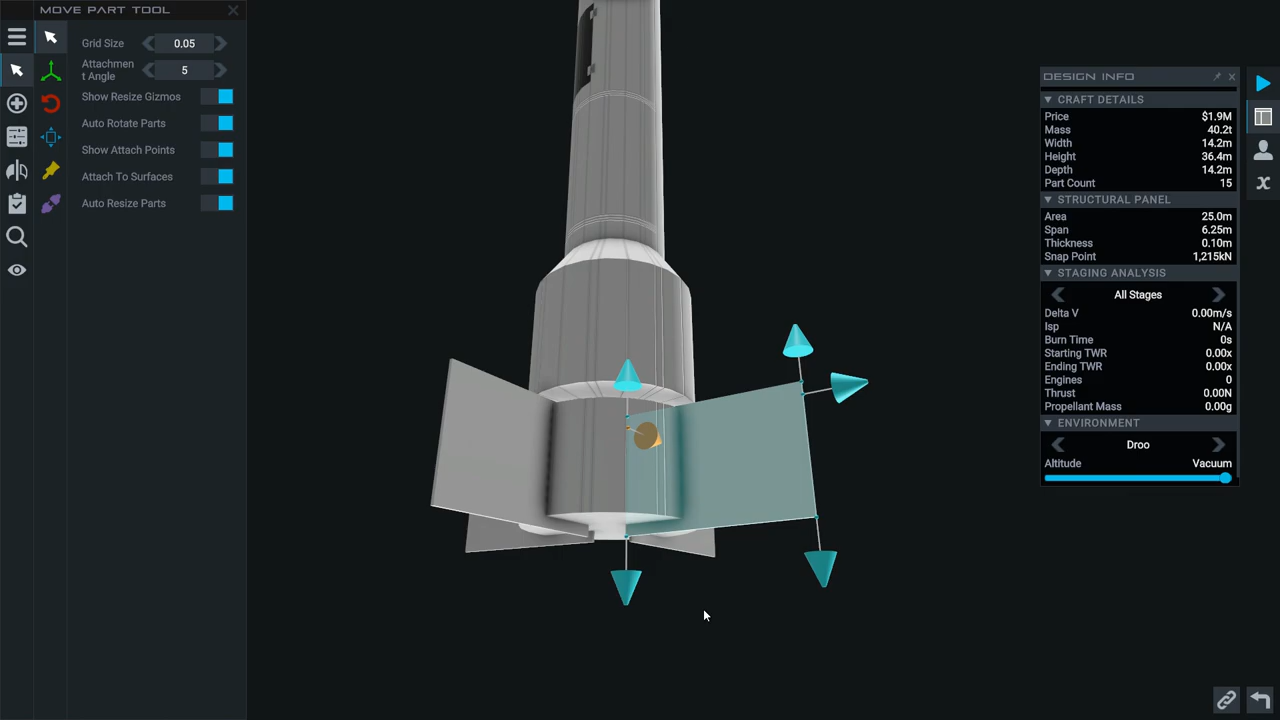 MOVE PART TOOL
Grid Size 0.05
Attachmen
t Angle 5
Show Resize Gizmos
Auto Rotate Parts
Show Attach Points
Attach To Surfaces
Auto Resize Parts
DESIGN INFO
CRAFT DETAILS
Price $1.9M
Mass 40.2t
Width 14.2m
Height 36.4m
Depth 14.2m
Part Count 15
STRUCTURAL PANEL
Area 25.0m
Span 6.25m
Thickness 0.10m
Snap Point 1,215kN
STAGING ANALYSIS
All Stages
Delta V 0.00m/s
Isp N/A
Burn Time 0s
Starting TWR 0.00x
Ending TWR 0.00x
Engines 0
Thrust 0.00N
Propellant Mass 0.00g
ENVIRONMENT
Droo
Altitude Vacuum